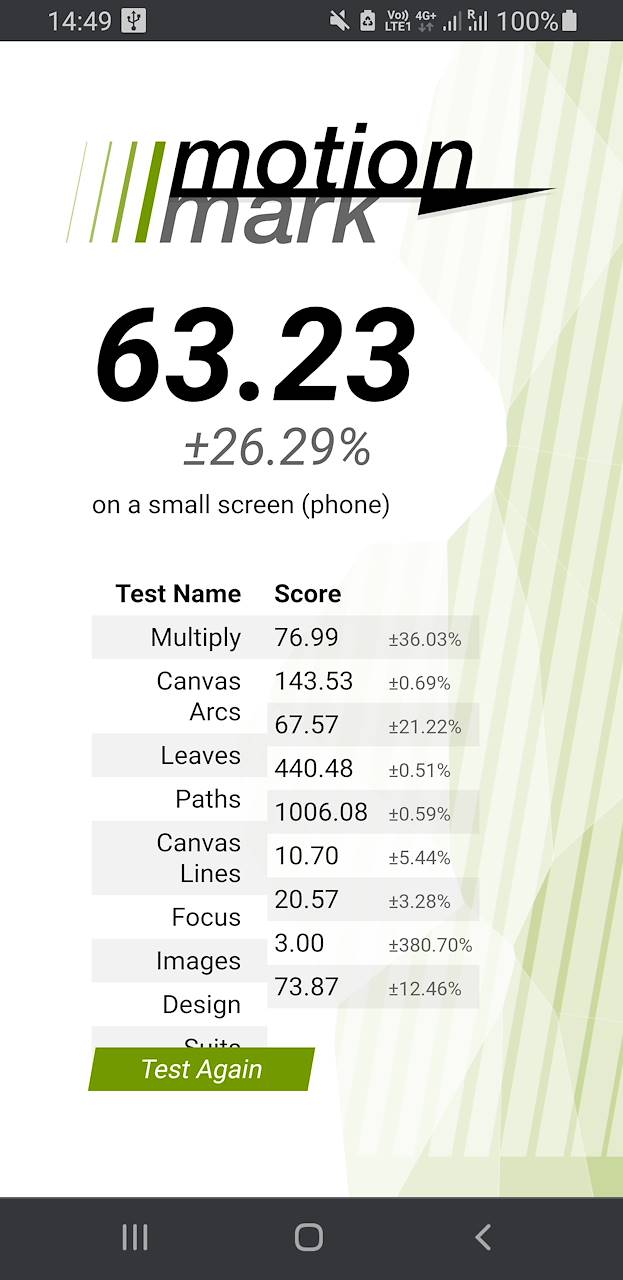 14:49 Vo)) LTE1 4G+ R 100%
motion
mark
63.23
±26.29%
on a small screen (phone)
Test Name Score
Multiply 76.99 ±36.03%
Canvas
Arcs
143.53 ±0.69%
Leaves 67.57 ±21.22%
Paths 440.48 ±0.51%
Canvas
Lines
1006.08 ±0.59%
Focus 10.70 ±5.44%
Images 20.57 ±3.28%
Design 3.00 ±380.70%
Suits 73.87 ±12.46%
Test Again